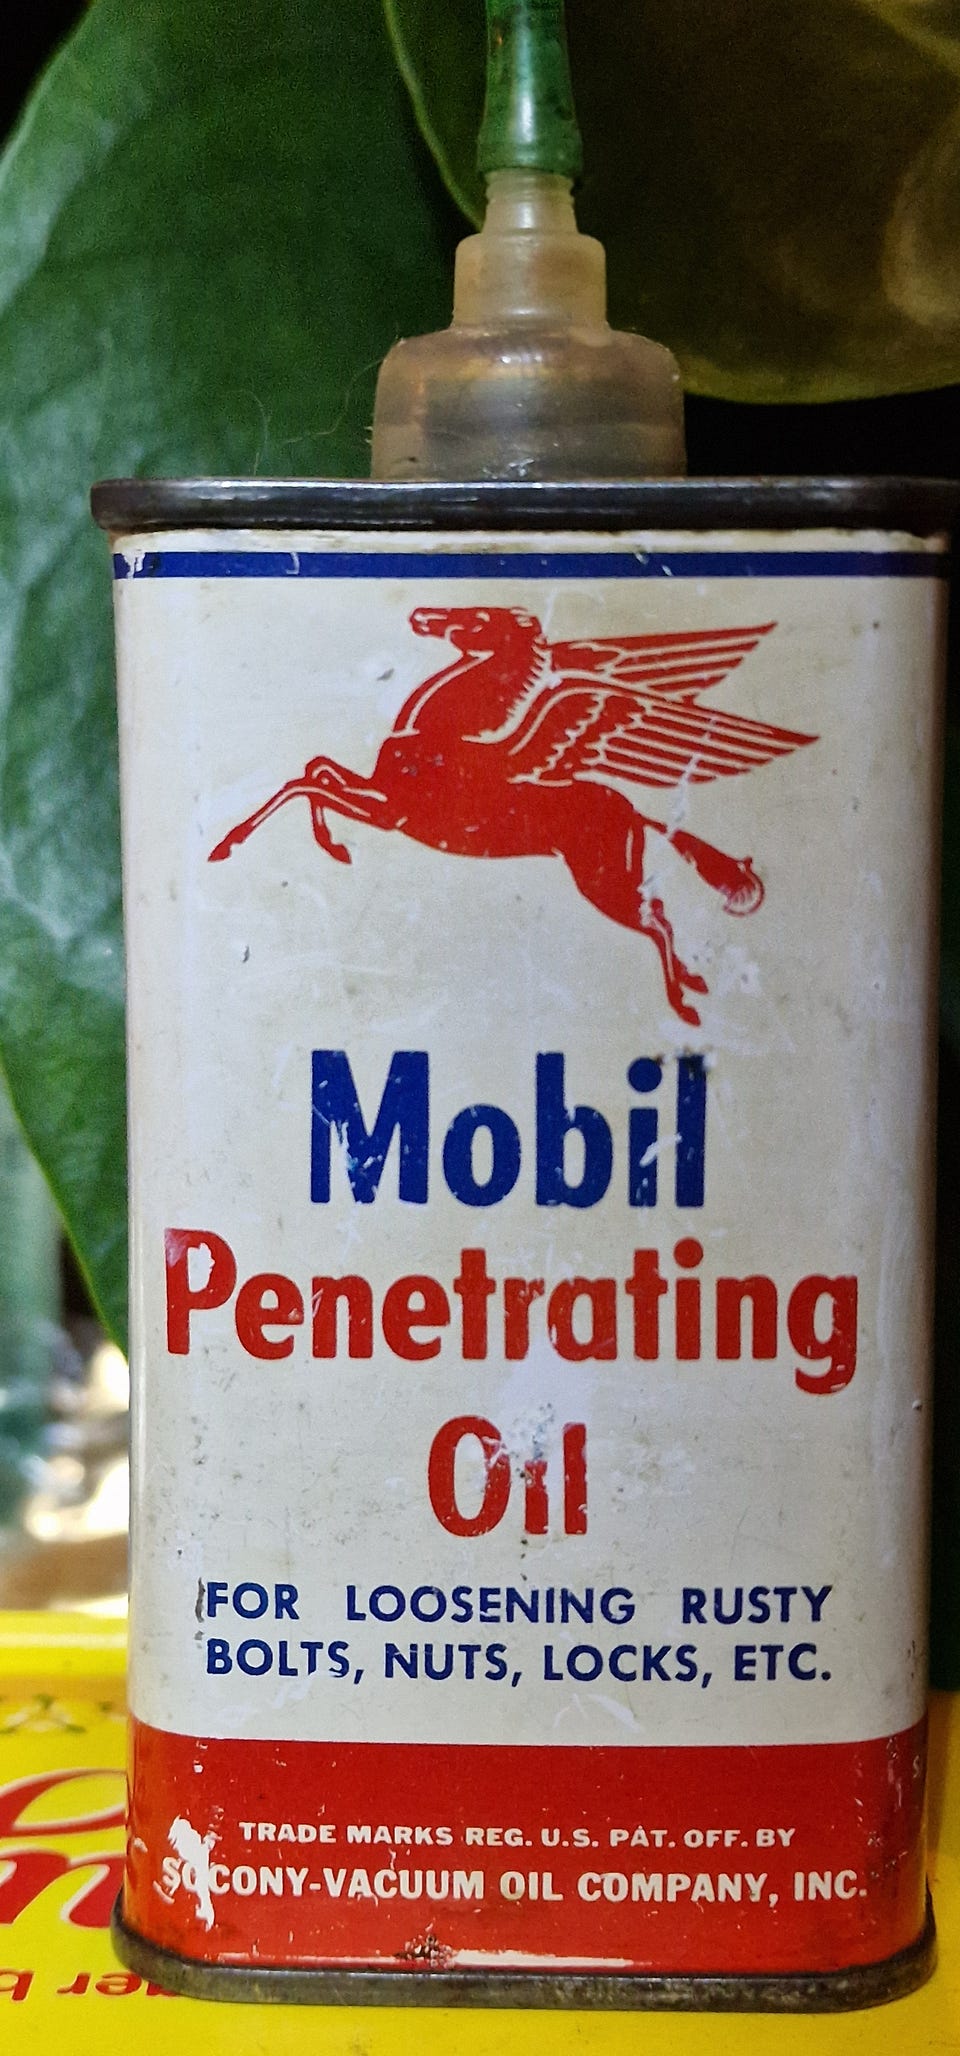 Mobil
Penetrating
Oil
FOR LOOSENING RUSTY
BOLTS, NUTS, LOCKS, ETC.
TRADE MARKS REG. U.S. PAT. OFF. BY
SOCONY-VACUUM OIL COMPANY, INC.